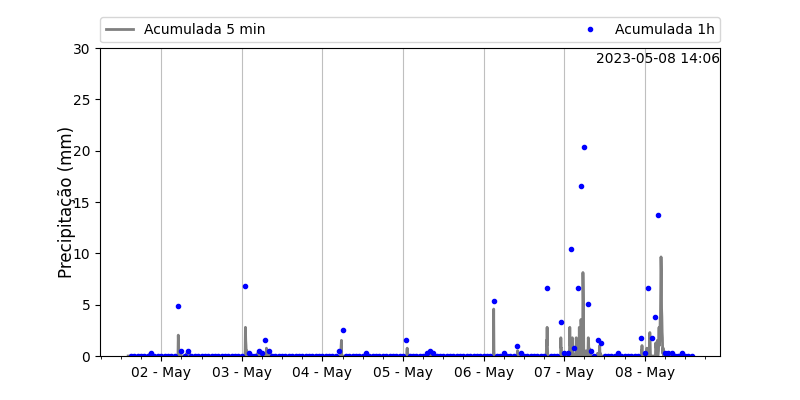 Acumulada 5 min
Acumulada 1h
2023-05-08 14:06
Precipitação (mm)
30
25
20
15
10
5
0
02 - May
03 - May
04 - May
05 - May
06 - May
07 - May
08 - May